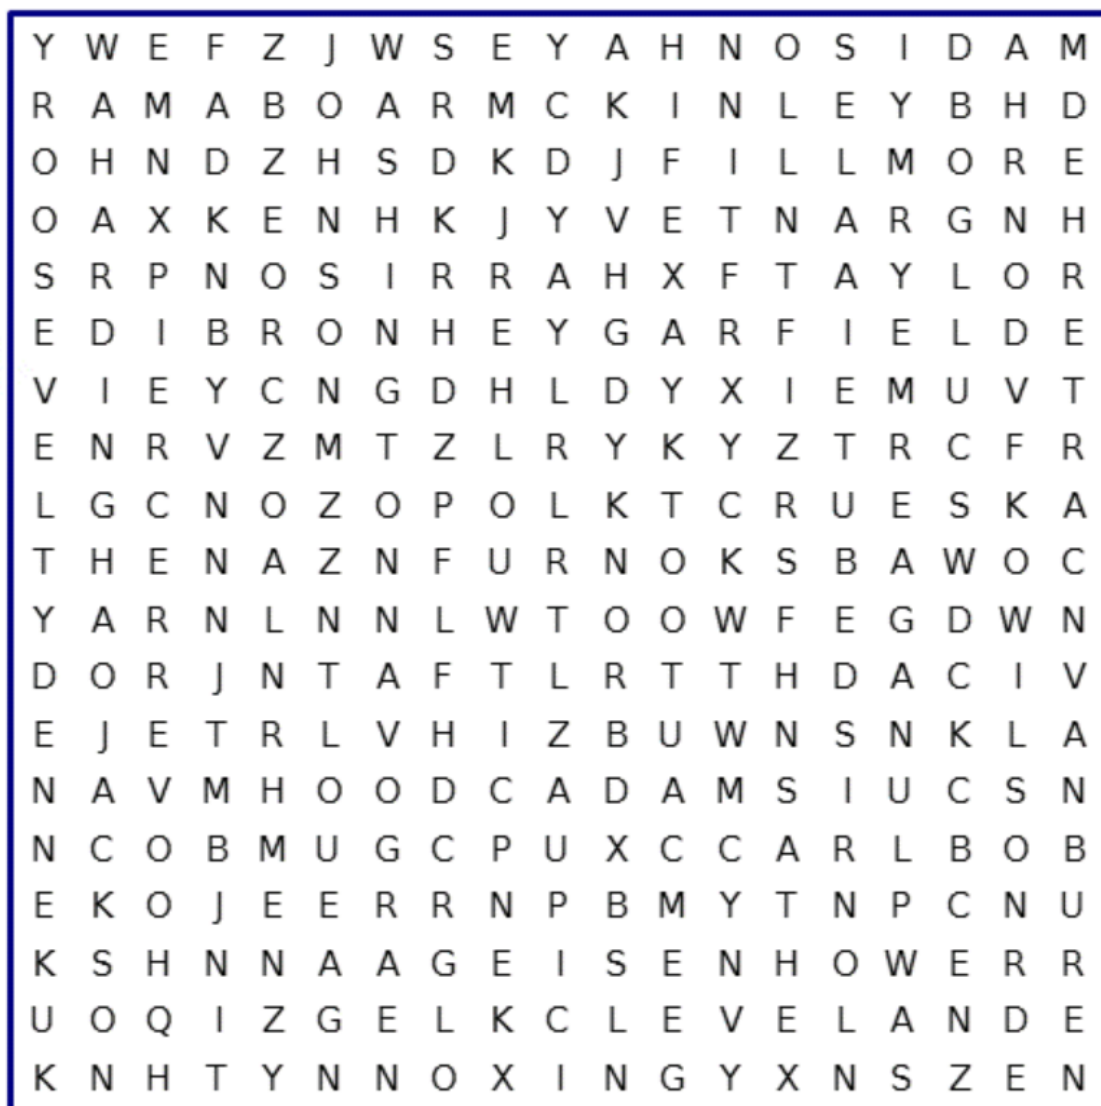 Y W E F Z J W S E Y A H N O S I D A M
R A M A B O A R M C K I N L E Y B H D
O H N D Z H S D K D J F I L L M O R E
O A X K E N H K J Y V E T N A R G N H
S R P N O S I R R A H X F T A Y L O R
E D I B R O N H E Y G A R F I E L D E
V I E Y C N G D H L D Y X I E M U V T
E N R V Z M T Z L R Y K Y Z T R C F R
L G C N O Z O P O L K T C R U E S K A
T H E N A Z N F U R N O K S B A W O C
Y A R N L N N L W T O O W F E G D W N
D O R J N T A F T L R T T H D A C I V
E J E T R L V H I Z B U W N S N K L A
N A V M H O O D C A D A M S I U C S N
N C O B M U G C P U X C C A R L B O B
E K O J E E R R N P B M Y T N P C N U
K S H N N A A G E I S E N H O W E R R
U O Q I Z G E L K C L E V E L A N D E
K N H T Y N N O X I N G Y X N S Z E N